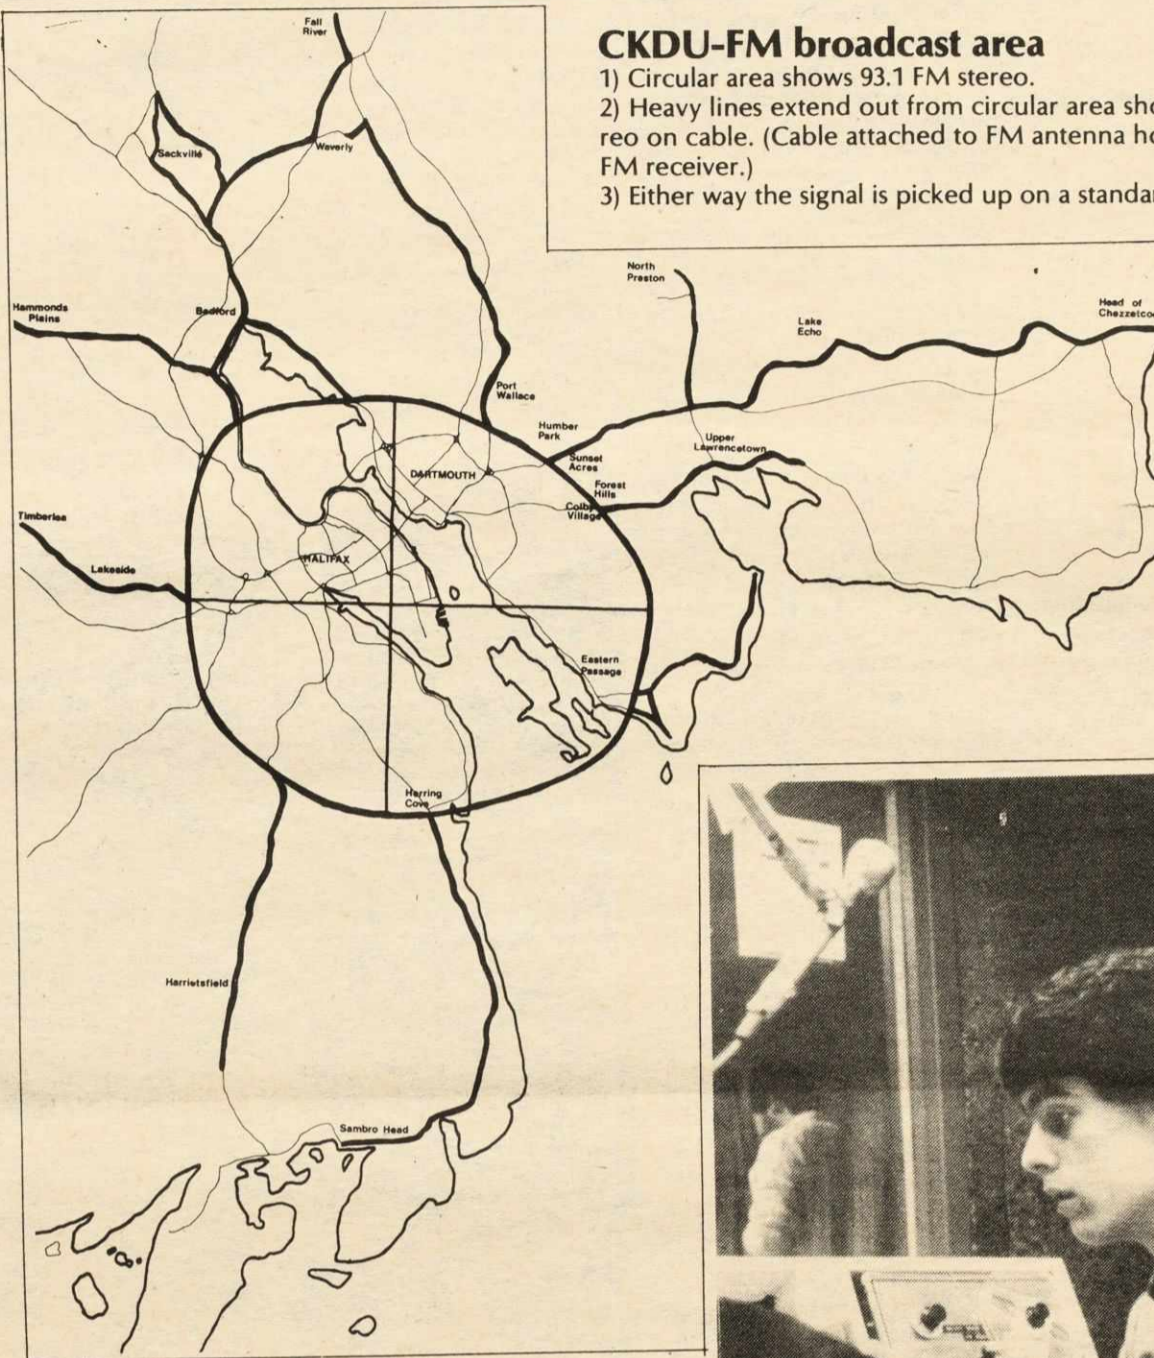 CKDU-FM broadcast area
1) Circular area shows 93.1 FM stereo.
2) Heavy lines extend out from circular area sho
reo on cable. (Cable attached to FM antenna ho
FM receiver.)
3) Either way the signal is picked up on a standa
Fall
River
Sackville
Waverly
North
Preston
Hammonds
Plains
Bedford
Lake
Echo
Head of
Chezzetco
Port
Wallace
Humber
Park
Upper
Lawrencetown
Sunset
Acres
DARTMOUTH
Forest
Hills
Colby
Village
Timberlea
Lakeside
HALIFAX
Eastern
Passage
Herring
Cove
Harrietsfield
Sambro Head